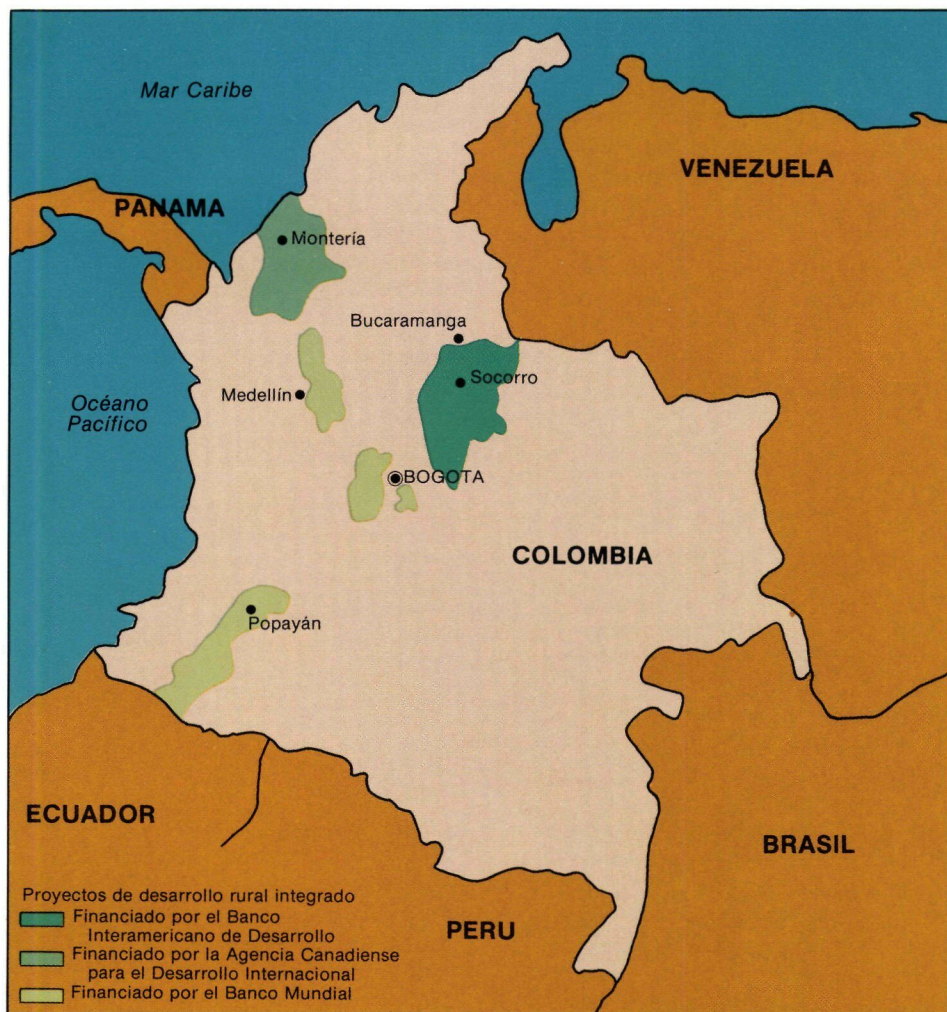 Mar Caribe
VENEZUELA
PANAMA
Montería
Bucaramanga
Socorro
Medellín
Océano
Pacífico
BOGOTA
COLOMBIA
Popayán
ECUADOR
BRASIL
PERU
Proyectos de desarrollo rural integrado
Financiado por el Banco
Interamericano de Desarrollo
Financiado por la Agencia Canadiense
para el Desarrollo Internacional
Financiado por el Banco Mundial